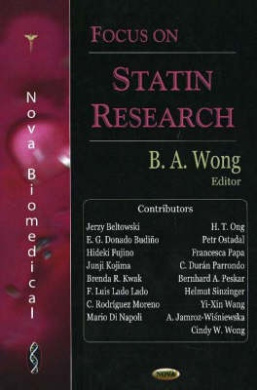 FOCUS ON
STATIN
RESEARCH
B. A. Wong
Editor
Nova Biomedical
Contributors
Jerzy Beltowski
E. G. Donado Budiño
Hideki Fujino
Junji Kojima
Brenda R. Kwak
F. Luis Lado Lado
C. Rodriguez Moreno
Mario Di Napoli
H. T. Ong
Petr Ostadal
Francesca Papa
C. Durán Parrondo
Bernhard A. Peskar
Helmut Sinzinger
Yi-Xin Wang
A. Jamroz-Wiśniewska
Cindy W. Wong